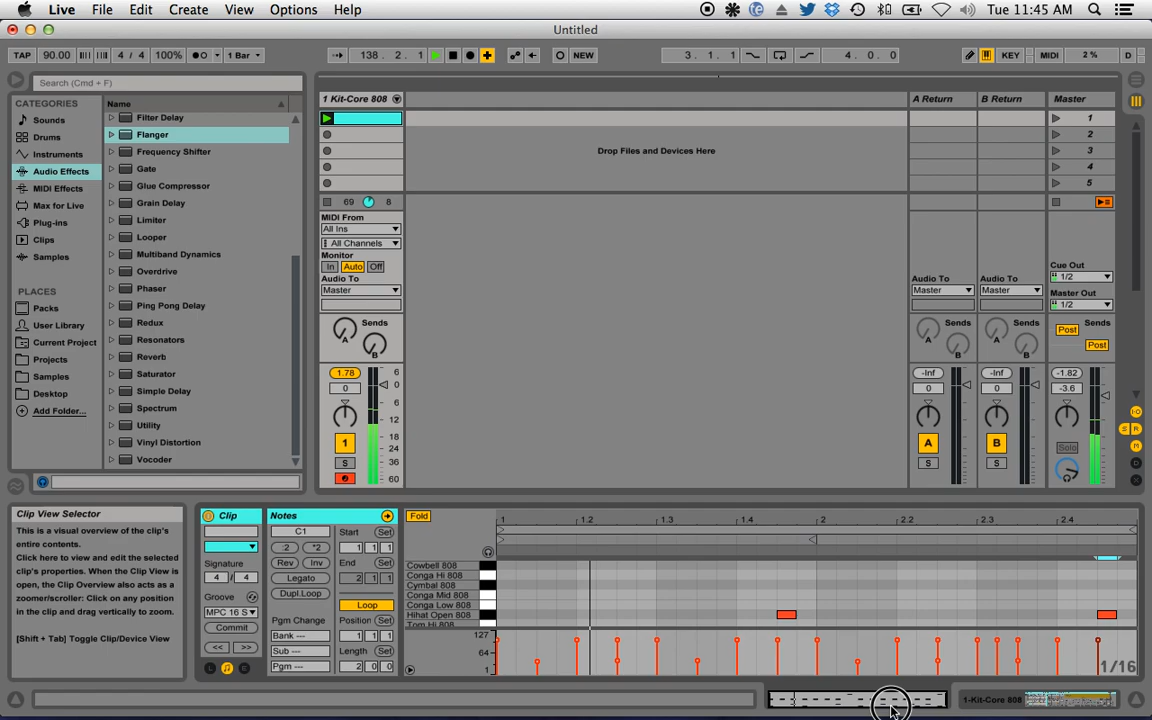 Live File Edit Create View Options Help Tue 11:45 AM
Untitled
TAP 90.00 4 / 4 100% 1 Bar 138. 2. 1 NEW 3. 1. 1 4. 0. 0 KEY MIDI 2 % D
Search (Cmd + F)
CATEGORIES
Sounds
Drums
Instruments
Audio Effects
MIDI Effects
Max for Live
Plug-ins
Clips
Samples
PLACES
Packs
User Library
Current Project
Projects
Samples
Desktop
Add Folder...
Name
Filter Delay
Flanger
Frequency Shifter
Gate
Glue Compressor
Grain Delay
Limiter
Looper
Multiband Dynamics
Overdrive
Phaser
Ping Pong Delay
Redux
Resonators
Reverb
Saturator
Simple Delay
Spectrum
Utility
Vinyl Distortion
Vocoder
1 Kit-Core 808 A Return B Return Master
1
2
Drop Files and Devices Here
3
4
5
69 8
MIDI From
All Ins
All Channels
Monitor
In Auto Off
Audio To
Master
Audio To
Master
Audio To
Master
Cue Out
1/2
Master Out
1/2
Sends
A
B
Sends
A
B
Sends
A
B
Sends
Post
Post
1.78
0
6
0
6
12
18
24
36
60
1
S
-Inf
0
A
S
-Inf
0
B
S
-1.82
-3.6
6
0
6
12
18
24
36
60
Solo
I-O
S R
M
D
X
Clip View Selector
This is a visual overview of the clip's
entire contents.
Click here to view and edit the selected
clip's properties. When the Clip View is
open, the Clip Overview also acts as a
zoomer/scroller: Click on any position
in the clip and drag vertically to zoom.
[Shift + Tab] Toggle Clip/Device View
Clip
Signature
4 / 4
Groove
MPC 16 S
Commit
<< >>
L E
Notes
C1
:2 *2
Rev Inv
Legato
Dupl.Loop
Pgm Change
Bank ---
Sub ---
Pgm ---
Start Set
1 1 1
End Set
2 1 1
Loop
Position Set
1 1 1
Length Set
2 0 0
Fold
1 1.2 1.3 1.4 2 2.2 2.3 2.4
Cowbell 808
Conga Hi 808
Cymbal 808
Conga Mid 808
Conga Low 808
Hihat Open 808
Tom Hi 808
127
64
1
1/16
1-Kit-Core 808